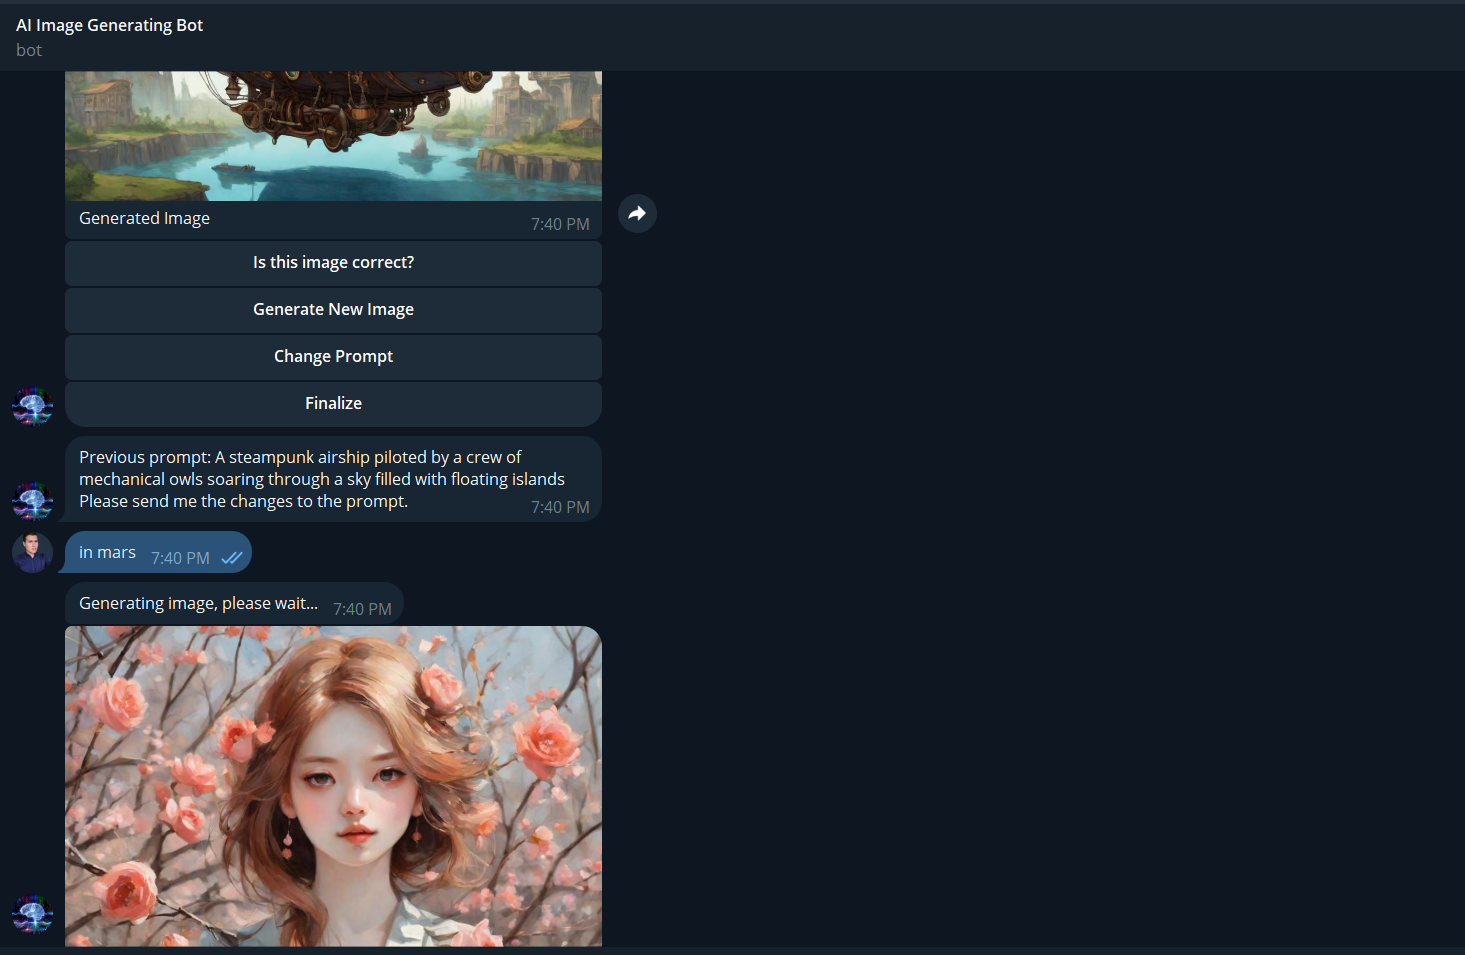 AI Image Generating Bot
bot
Generated Image
7:40 PM
Is this image correct?
Generate New Image
Change Prompt
Finalize
Previous prompt: A steampunk airship piloted by a crew of
mechanical owls soaring through a sky filled with floating islands
Please send me the changes to the prompt.
7:40 PM
in mars 7:40 PM
Generating image, please wait... 7:40 PM